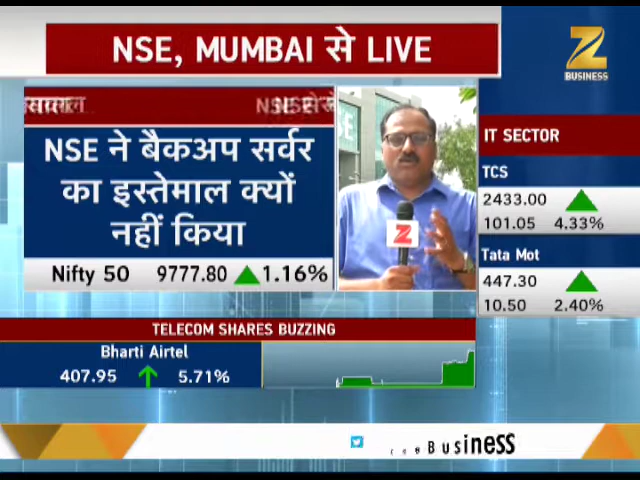 NSE, MUMBAI से LIVE
Z
BUSINESS
NSE ने बैकअप सर्वर
का इस्तेमाल क्यों
नहीं किया
Nifty 50 9777.80 1.16%
Z
IT SECTOR
TCS
2433.00
101.05 4.33%
Tata Mot
447.30
10.50 2.40%
TELECOM SHARES BUZZING
Bharti Airtel
407.95 5.71%
BUSINESS